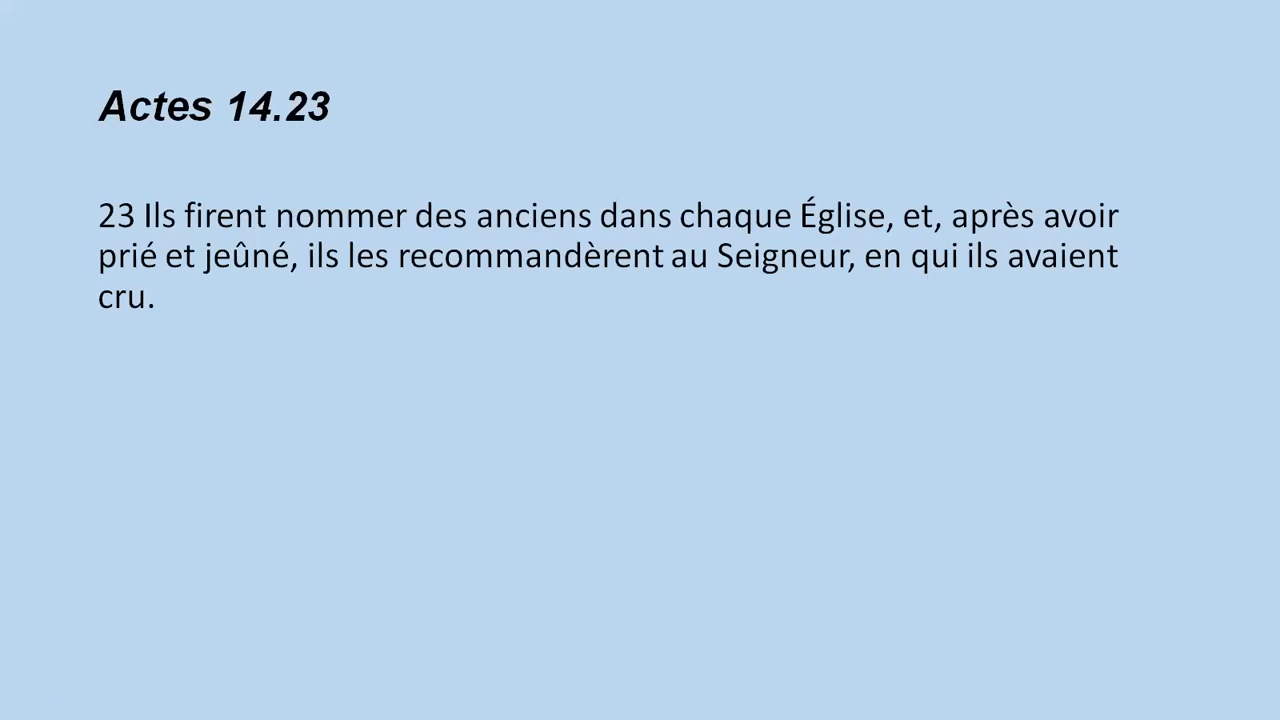 Actes 14.23
23 Ils firent nommer des anciens dans chaque Église, et, après avoir
prié et jeûné, ils les recommandèrent au Seigneur, en qui ils avaient
cru.